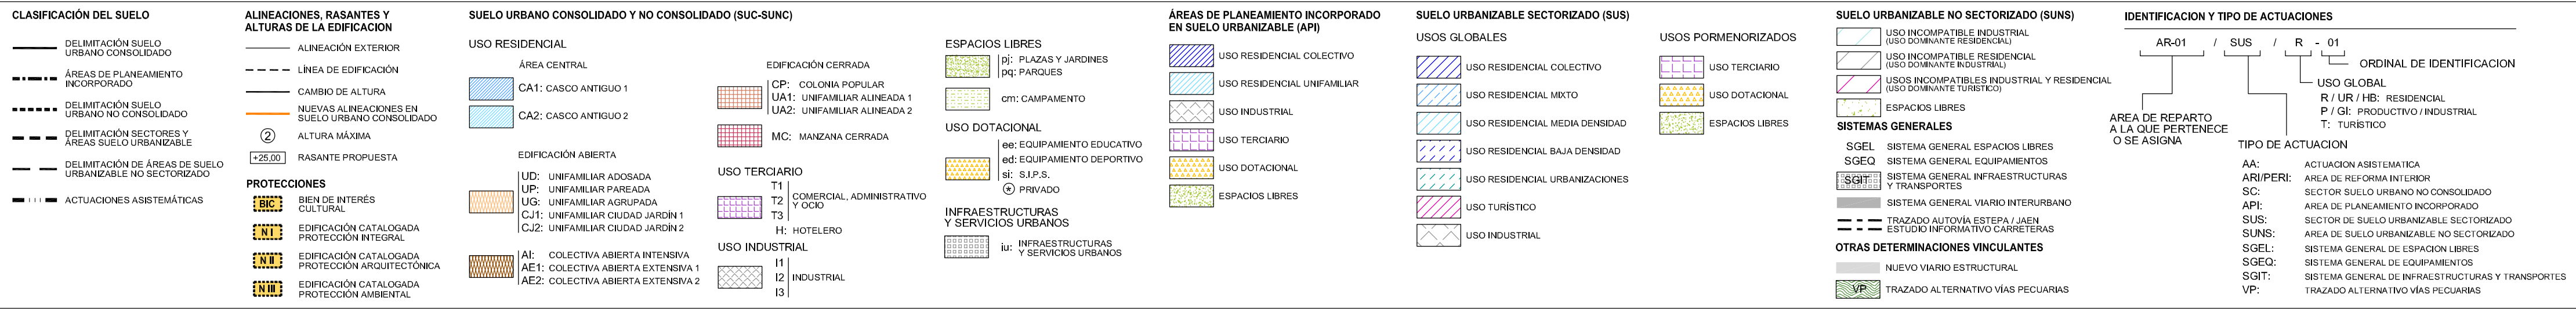 CLASIFICACIÓN DEL SUELO
DELIMITACIÓN SUELO
URBANO CONSOLIDADO
ÁREAS DE PLANEAMIENTO
INCORPORADO
DELIMITACIÓN SUELO
URBANO NO CONSOLIDADO
DELIMITACIÓN SECTORES Y
ÁREAS SUELO URBANIZABLE
DELIMITACIÓN DE ÁREAS DE SUELO
URBANIZABLE NO SECTORIZADO
ACTUACIONES ASISTEMÁTICAS
ALINEACIONES, RASANTES Y
ALTURAS DE LA EDIFICACION
ALINEACIÓN EXTERIOR
LÍNEA DE EDIFICACIÓN
CAMBIO DE ALTURA
NUEVAS ALINEACIONES EN
SUELO URBANO CONSOLIDADO
2 ALTURA MÁXIMA
+25,00 RASANTE PROPUESTA
PROTECCIONES
BIC BIEN DE INTERÉS
CULTURAL
N I EDIFICACIÓN CATALOGADA
PROTECCIÓN INTEGRAL
N II EDIFICACIÓN CATALOGADA
PROTECCIÓN ARQUITECTÓNICA
N III EDIFICACIÓN CATALOGADA
PROTECCIÓN AMBIENTAL
SUELO URBANO CONSOLIDADO Y NO CONSOLIDADO (SUC-SUNC)
USO RESIDENCIAL
ÁREA CENTRAL
CA1: CASCO ANTIGUO 1
CA2: CASCO ANTIGUO 2
EDIFICACIÓN ABIERTA
UD: UNIFAMILIAR ADOSADA
UP: UNIFAMILIAR PAREADA
UG: UNIFAMILIAR AGRUPADA
CJ1: UNIFAMILIAR CIUDAD JARDÍN 1
CJ2: UNIFAMILIAR CIUDAD JARDÍN 2
AI: COLECTIVA ABIERTA INTENSIVA
AE1: COLECTIVA ABIERTA EXTENSIVA 1
AE2: COLECTIVA ABIERTA EXTENSIVA 2
EDIFICACIÓN CERRADA
CP: COLONIA POPULAR
UA1: UNIFAMILIAR ALINEADA 1
UA2: UNIFAMILIAR ALINEADA 2
MC: MANZANA CERRADA
USO TERCIARIO
T1
T2
T3
COMERCIAL, ADMINISTRATIVO
Y OCIO
H: HOTELERO
USO INDUSTRIAL
I1
I2
I3
INDUSTRIAL
ESPACIOS LIBRES
pj: PLAZAS Y JARDINES
pq: PARQUES
cm: CAMPAMENTO
USO DOTACIONAL
ee: EQUIPAMIENTO EDUCATIVO
ed: EQUIPAMIENTO DEPORTIVO
si: S.I.P.S.
* PRIVADO
INFRAESTRUCTURAS
Y SERVICIOS URBANOS
iu: INFRAESTRUCTURAS
Y SERVICIOS URBANOS
ÁREAS DE PLANEAMIENTO INCORPORADO
EN SUELO URBANIZABLE (API)
USO RESIDENCIAL COLECTIVO
USO RESIDENCIAL UNIFAMILIAR
USO INDUSTRIAL
USO TERCIARIO
USO DOTACIONAL
ESPACIOS LIBRES
SUELO URBANIZABLE SECTORIZADO (SUS)
USOS GLOBALES
USO RESIDENCIAL COLECTIVO
USO RESIDENCIAL MIXTO
USO RESIDENCIAL MEDIA DENSIDAD
USO RESIDENCIAL BAJA DENSIDAD
USO RESIDENCIAL URBANIZACIONES
USO TURÍSTICO
USO INDUSTRIAL
USOS PORMENORIZADOS
USO TERCIARIO
USO DOTACIONAL
ESPACIOS LIBRES
SUELO URBANIZABLE NO SECTORIZADO (SUNS)
USO INCOMPATIBLE INDUSTRIAL
(USO DOMINANTE RESIDENCIAL)
USO INCOMPATIBLE RESIDENCIAL
(USO DOMINANTE INDUSTRIAL)
USOS INCOMPATIBLES INDUSTRIAL Y RESIDENCIAL
(USO DOMINANTE TURISTICO)
ESPACIOS LIBRES
SISTEMAS GENERALES
SGEL SISTEMA GENERAL ESPACIOS LIBRES
SGEQ SISTEMA GENERAL EQUIPAMIENTOS
SGIT SISTEMA GENERAL INFRAESTRUCTURAS
Y TRANSPORTES
SISTEMA GENERAL VIARIO INTERURBANO
TRAZADO AUTOVÍA ESTEPA / JAEN
ESTUDIO INFORMATIVO CARRETERAS
OTRAS DETERMINACIONES VINCULANTES
NUEVO VIARIO ESTRUCTURAL
VP TRAZADO ALTERNATIVO VÍAS PECUARIAS
IDENTIFICACION Y TIPO DE ACTUACIONES
AR-01 / SUS / R - 01
ORDINAL DE IDENTIFICACION
USO GLOBAL
R / UR / HB: RESIDENCIAL
P / GI: PRODUCTIVO / INDUSTRIAL
T: TURÍSTICO
AREA DE REPARTO
A LA QUE PERTENECE
O SE ASIGNA
TIPO DE ACTUACION
AA: ACTUACION ASISTEMATICA
ARI/PERI: AREA DE REFORMA INTERIOR
SC: SECTOR SUELO URBANO NO CONSOLIDADO
API: AREA DE PLANEAMIENTO INCORPORADO
SUS: SECTOR DE SUELO URBANIZABLE SECTORIZADO
SUNS: AREA DE SUELO URBANIZABLE NO SECTORIZADO
SGEL: SISTEMA GENERAL DE ESPACION LIBRES
SGEQ: SISTEMA GENERAL DE EQUIPAMIENTOS
SGIT: SISTEMA GENERAL DE INFRAESTRUCTURAS Y TRANSPORTES
VP: TRAZADO ALTERNATIVO VÍAS PECUARIAS